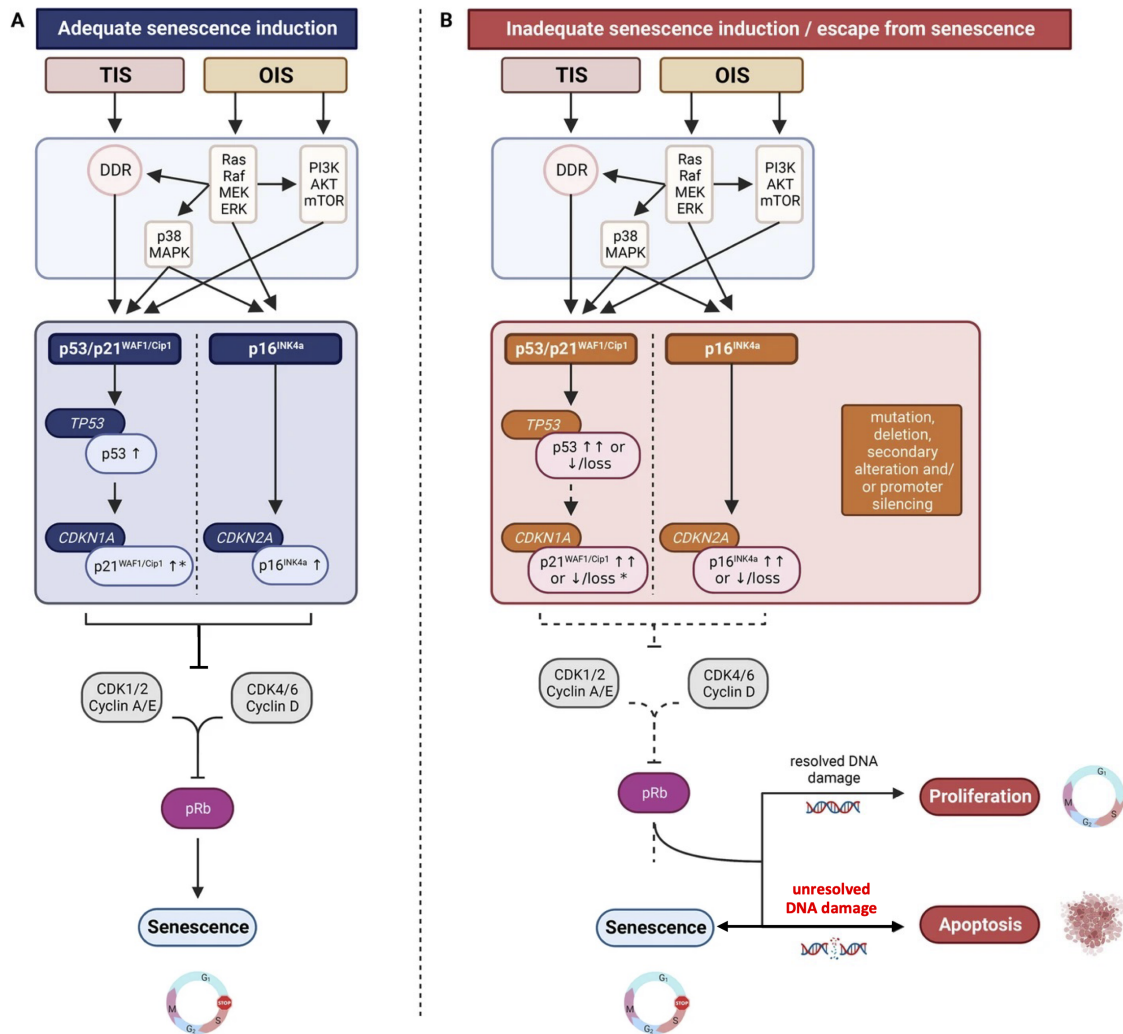 A
Adequate senescence induction
TIS
OIS
DDR
Ras
Raf
MEK
ERK
PI3K
AKT
mTOR
p38
MAPK
p53/p21WAF1/Cip1
p16INK4a
TP53
p53 ↑
CDKN1A
p21WAF1/Cip1 ↑*
CDKN2A
p16INK4a ↑
CDK1/2
Cyclin A/E
CDK4/6
Cyclin D
pRb
Senescence
G1
STOP
S
G2
M
B
Inadequate senescence induction / escape from senescence
TIS
OIS
DDR
Ras
Raf
MEK
ERK
PI3K
AKT
mTOR
p38
MAPK
p53/p21WAF1/Cip1
p16INK4a
TP53
p53 ↑↑ or
↓/loss
CDKN1A
p21WAF1/Cip1 ↑↑
or ↓/loss *
CDKN2A
p16INK4a ↑↑
or ↓/loss
mutation,
deletion,
secondary
alteration and/
or promoter
silencing
CDK1/2
Cyclin A/E
CDK4/6
Cyclin D
pRb
resolved DNA
damage
Proliferation
G1
M
S
G2
unresolved
DNA damage
Senescence
Apoptosis
G1
STOP
M
S
G2